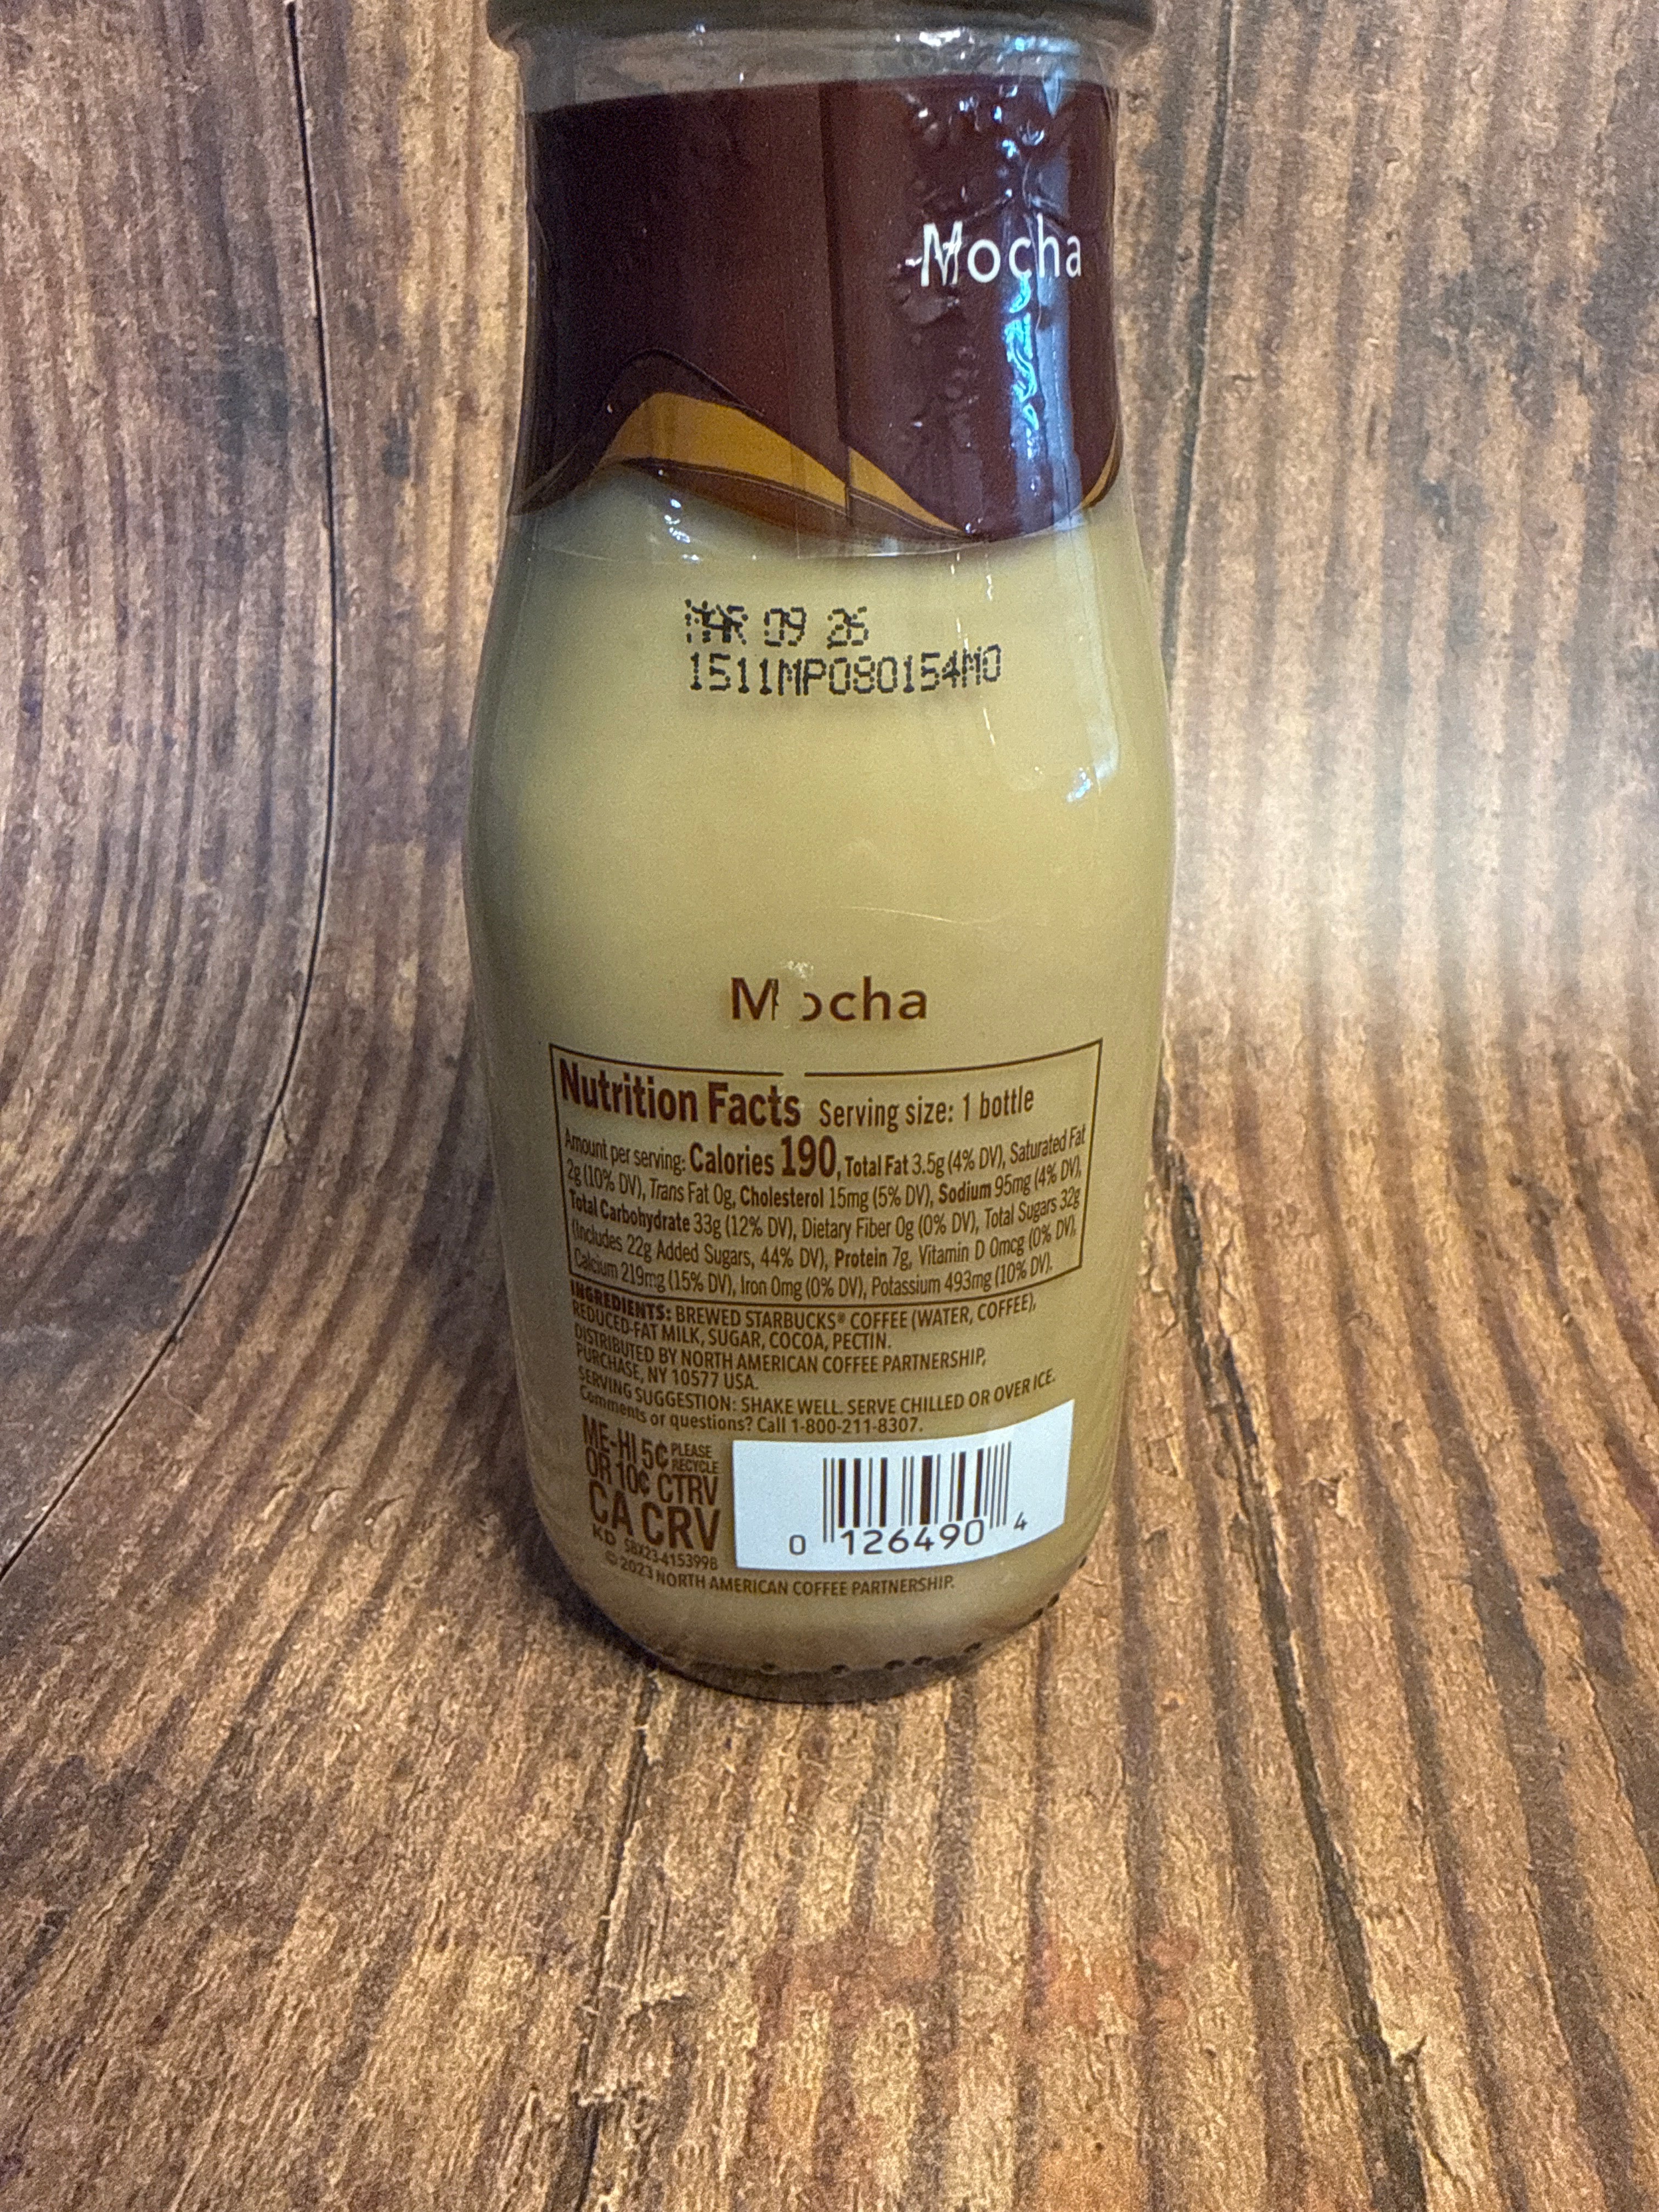 Mocha
MAR 09 26
1511MP080154M0
Mocha
Nutrition Facts Serving size: 1 bottle
Amount per serving: Calories 190, Total Fat 3.5g (4% DV), Saturated Fat
2g (10% DV), Trans Fat 0g, Cholesterol 15mg (5% DV), Sodium 95mg (4% DV),
Total Carbohydrate 33g (12% DV), Dietary Fiber 0g (0% DV), Total Sugars 32g
(Includes 22g Added Sugars, 44% DV), Protein 7g, Vitamin D 0mcg (0% DV),
Calcium 219mg (15% DV), Iron 0mg (0% DV), Potassium 493mg (10% DV).
INGREDIENTS: BREWED STARBUCKS® COFFEE (WATER, COFFEE),
REDUCED-FAT MILK, SUGAR, COCOA, PECTIN.
DISTRIBUTED BY NORTH AMERICAN COFFEE PARTNERSHIP,
PURCHASE, NY 10577 USA.
SERVING SUGGESTION: SHAKE WELL. SERVE CHILLED OR OVER ICE.
Comments or questions? Call 1-800-211-8307.
ME-HI 5¢ PLEASE RECYCLE
OR 10¢ CTRV
CA CRV
KD SBX23-415399B
0 126490 4
© 2023 NORTH AMERICAN COFFEE PARTNERSHIP.